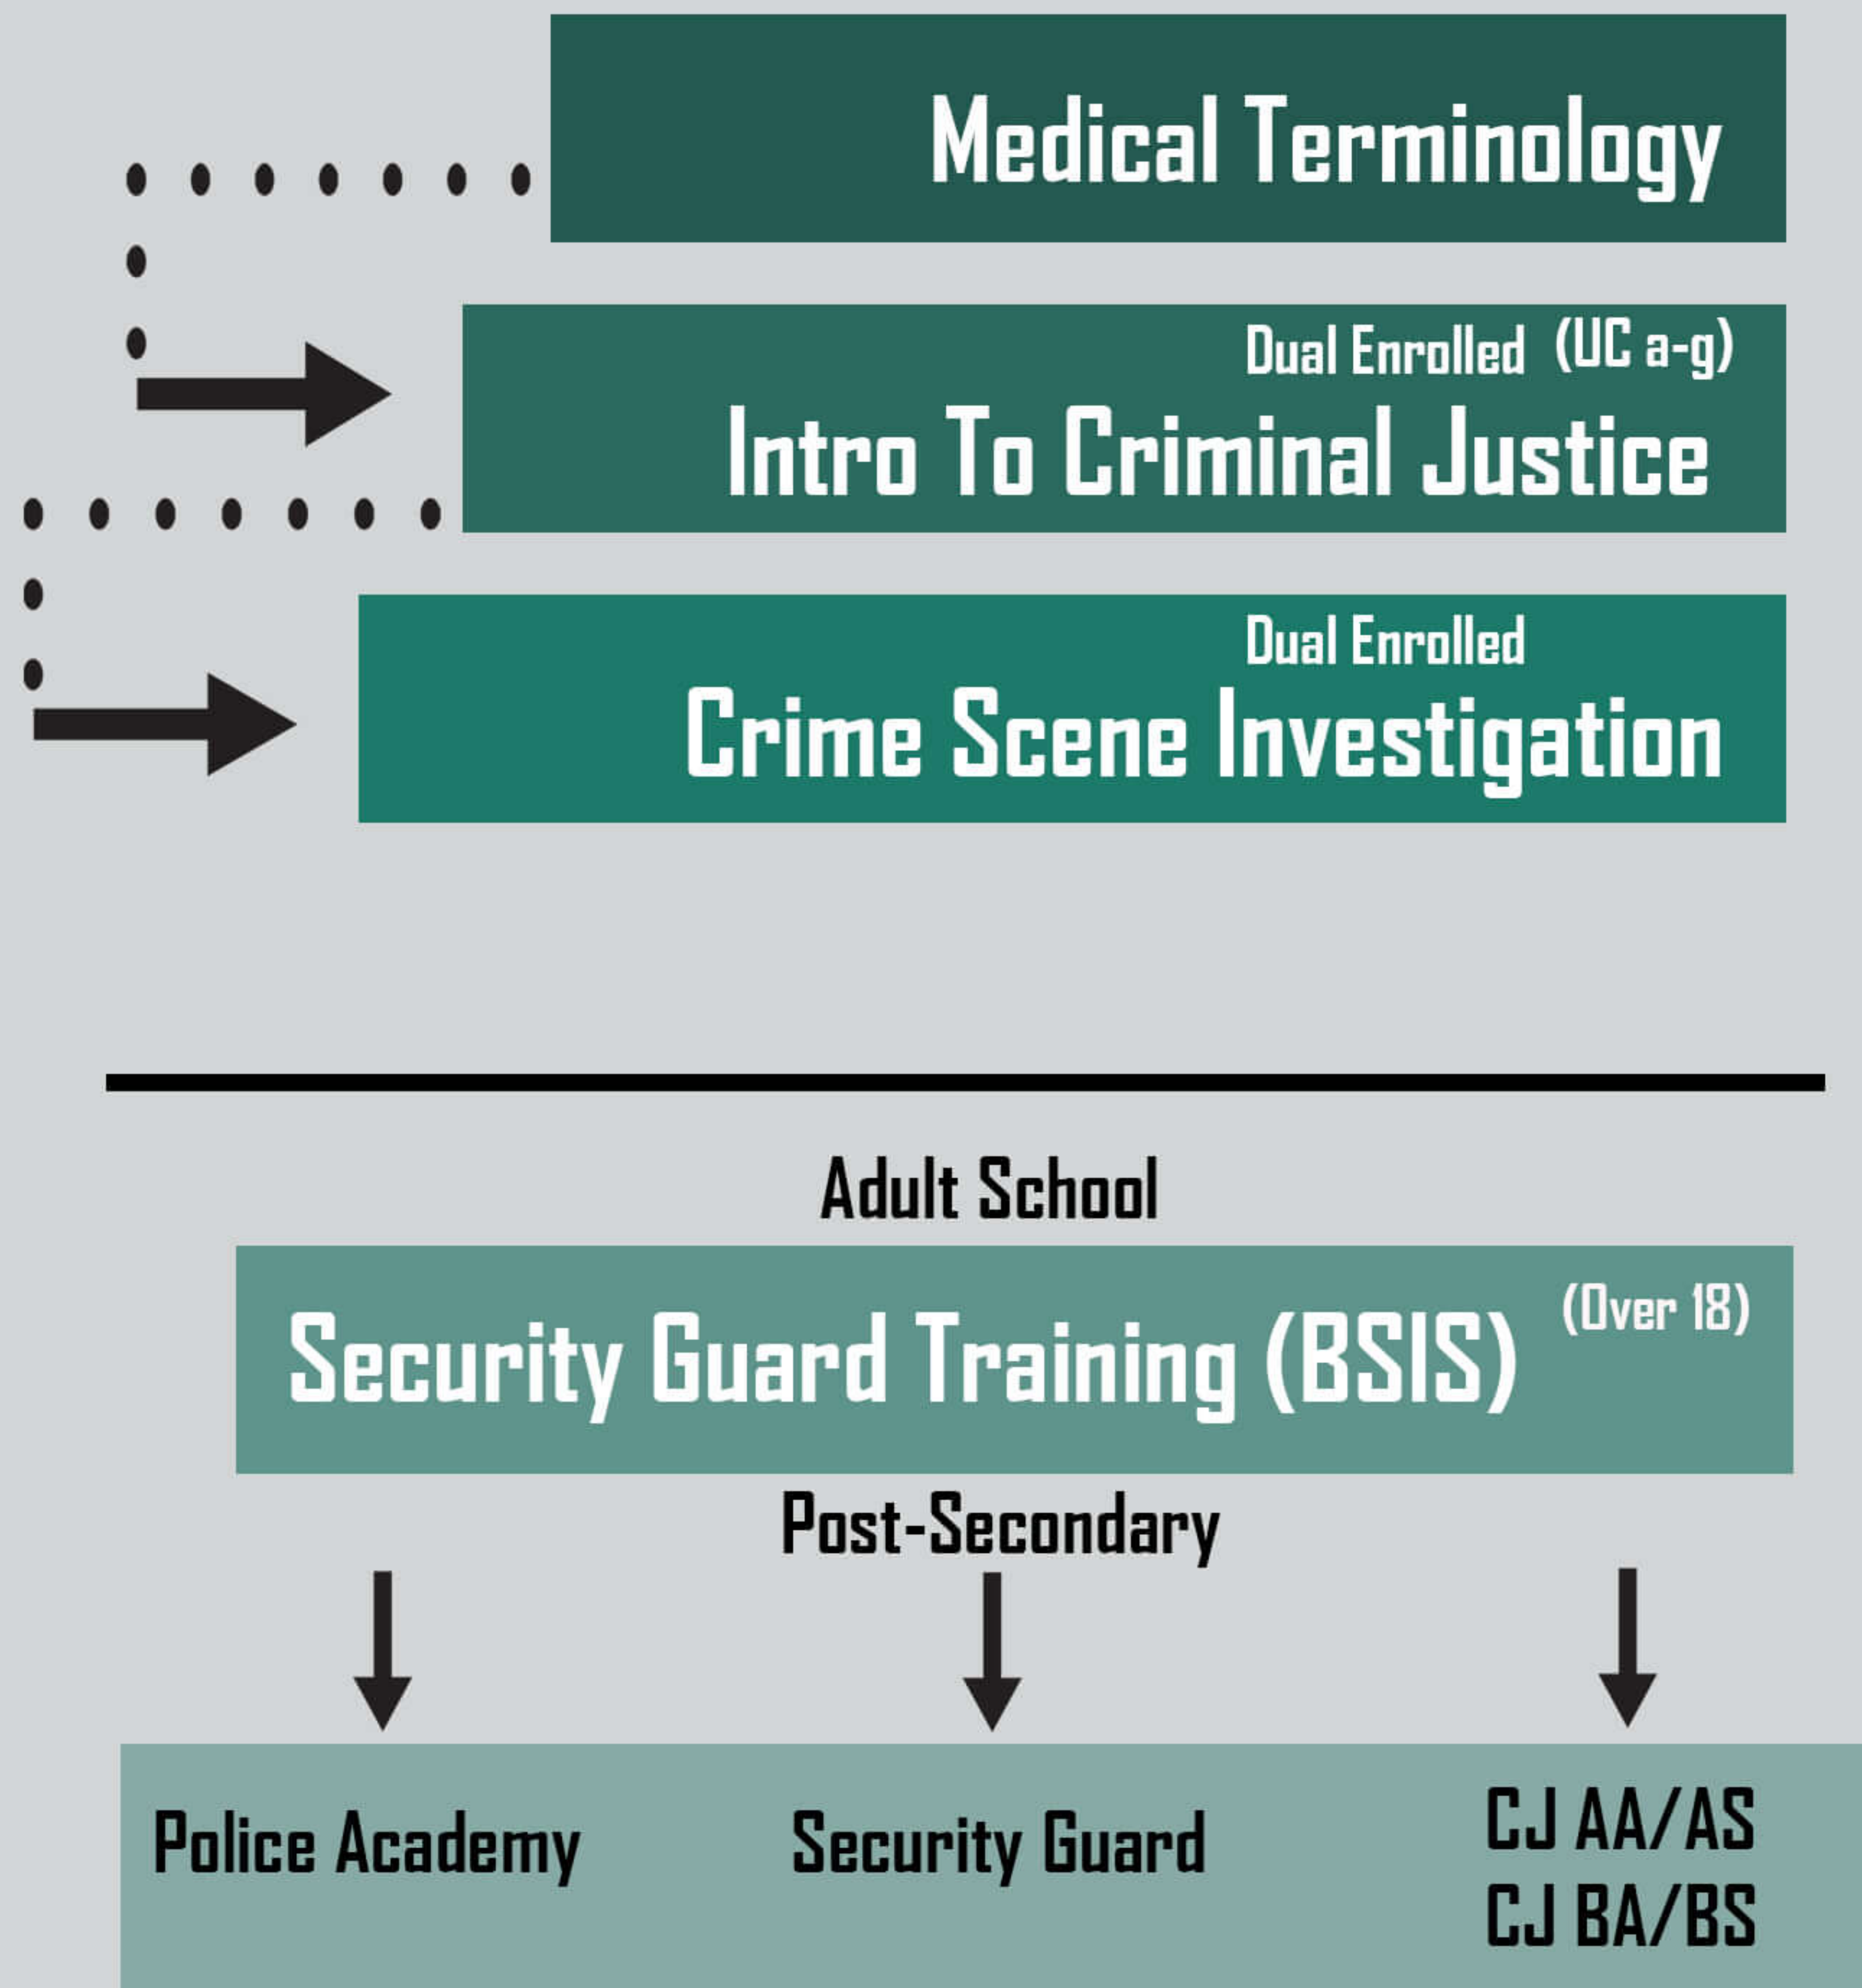 Medical Terminology
Dual Enrolled (UC a-g)
Intro To Criminal Justice
Dual Enrolled
Crime Scene Investigation
Adult School
Security Guard Training (BSIS) (Over 18)
Post-Secondary
Police Academy
Security Guard
CJ AA/AS
CJ BA/BS